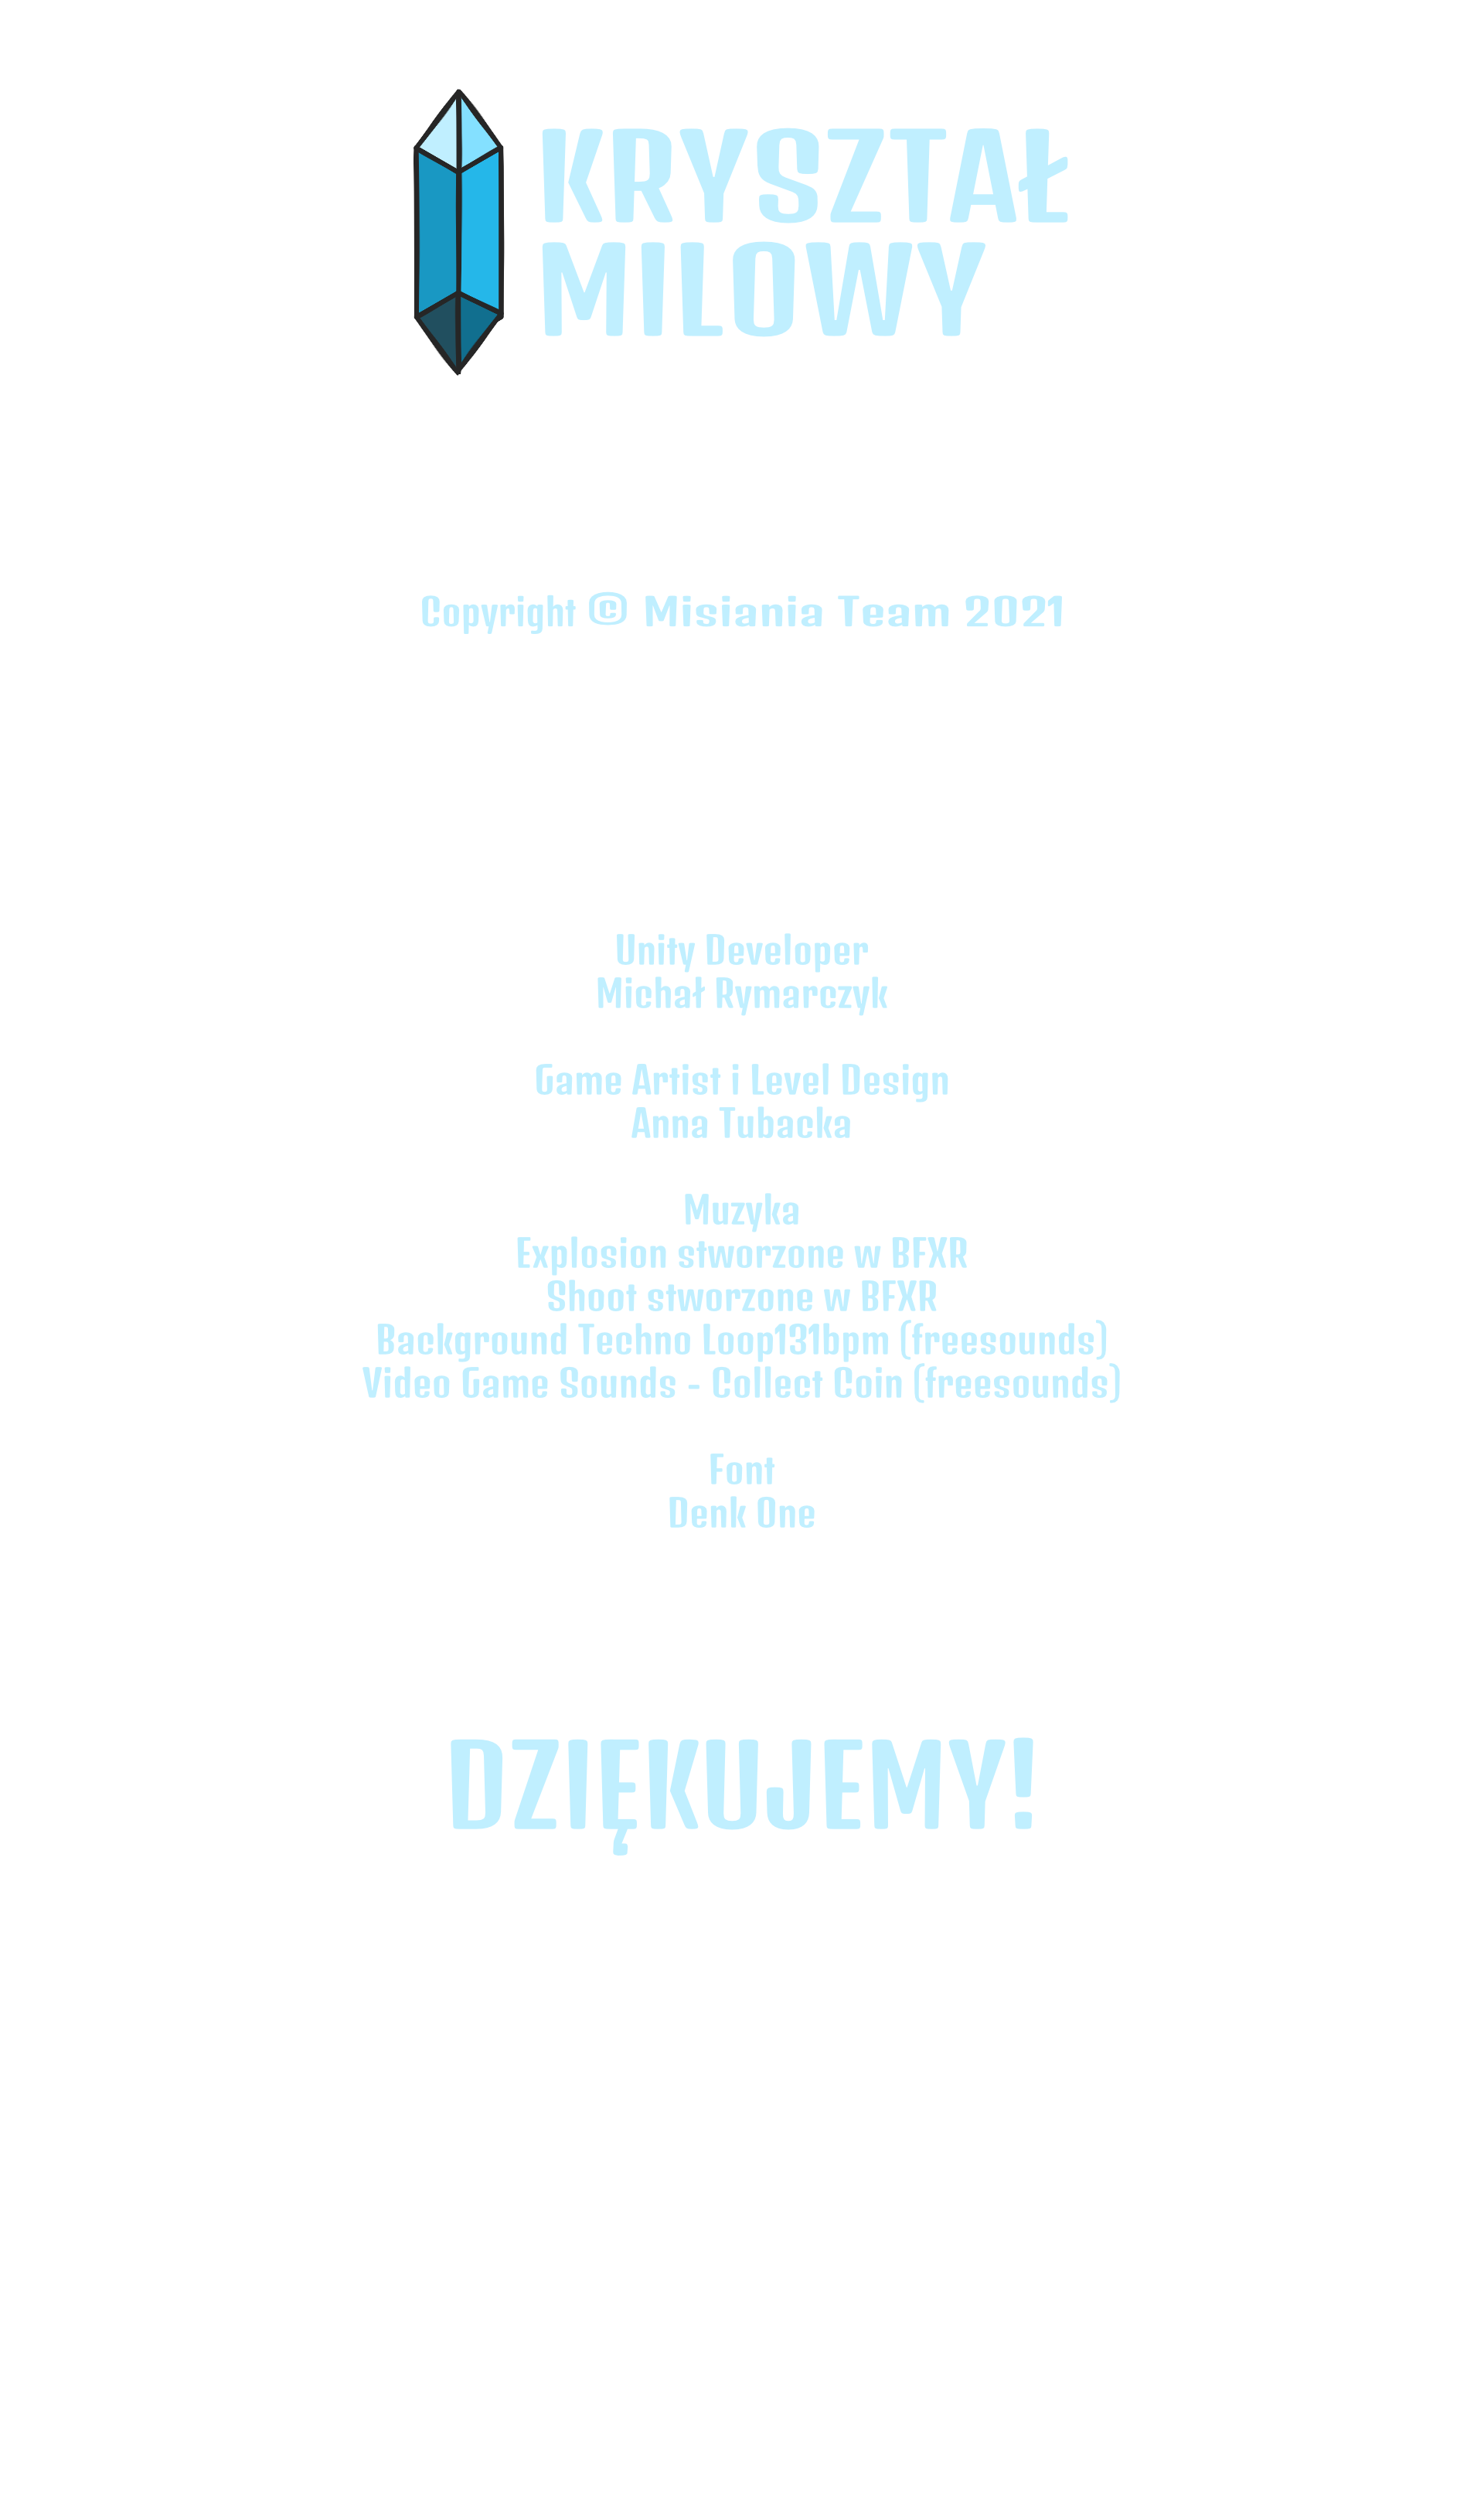 KRYSZTAŁ
MILOWY
Copyright © Misiania Team 2021
Unity Developer
Michał Rymarczyk
Game Artist i Level Design
Anna Tubacka
Muzyka
Explosion stworzone w BFXR
Shoot stwarzone w BFXR
Background Techno Loop131bpm (freesounds)
Video Game Sounds - Collect Coin (freesounds)
Font
Denk One
DZIĘKUJEMY!